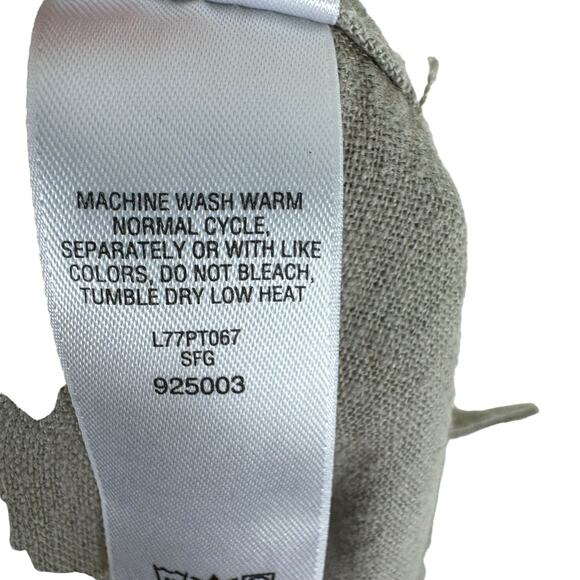 MACHINE WASH WARM
NORMAL CYCLE,
SEPARATELY OR WITH LIKE
COLORS, DO NOT BLEACH,
TUMBLE DRY LOW HEAT
L77PT067
SFG
925003